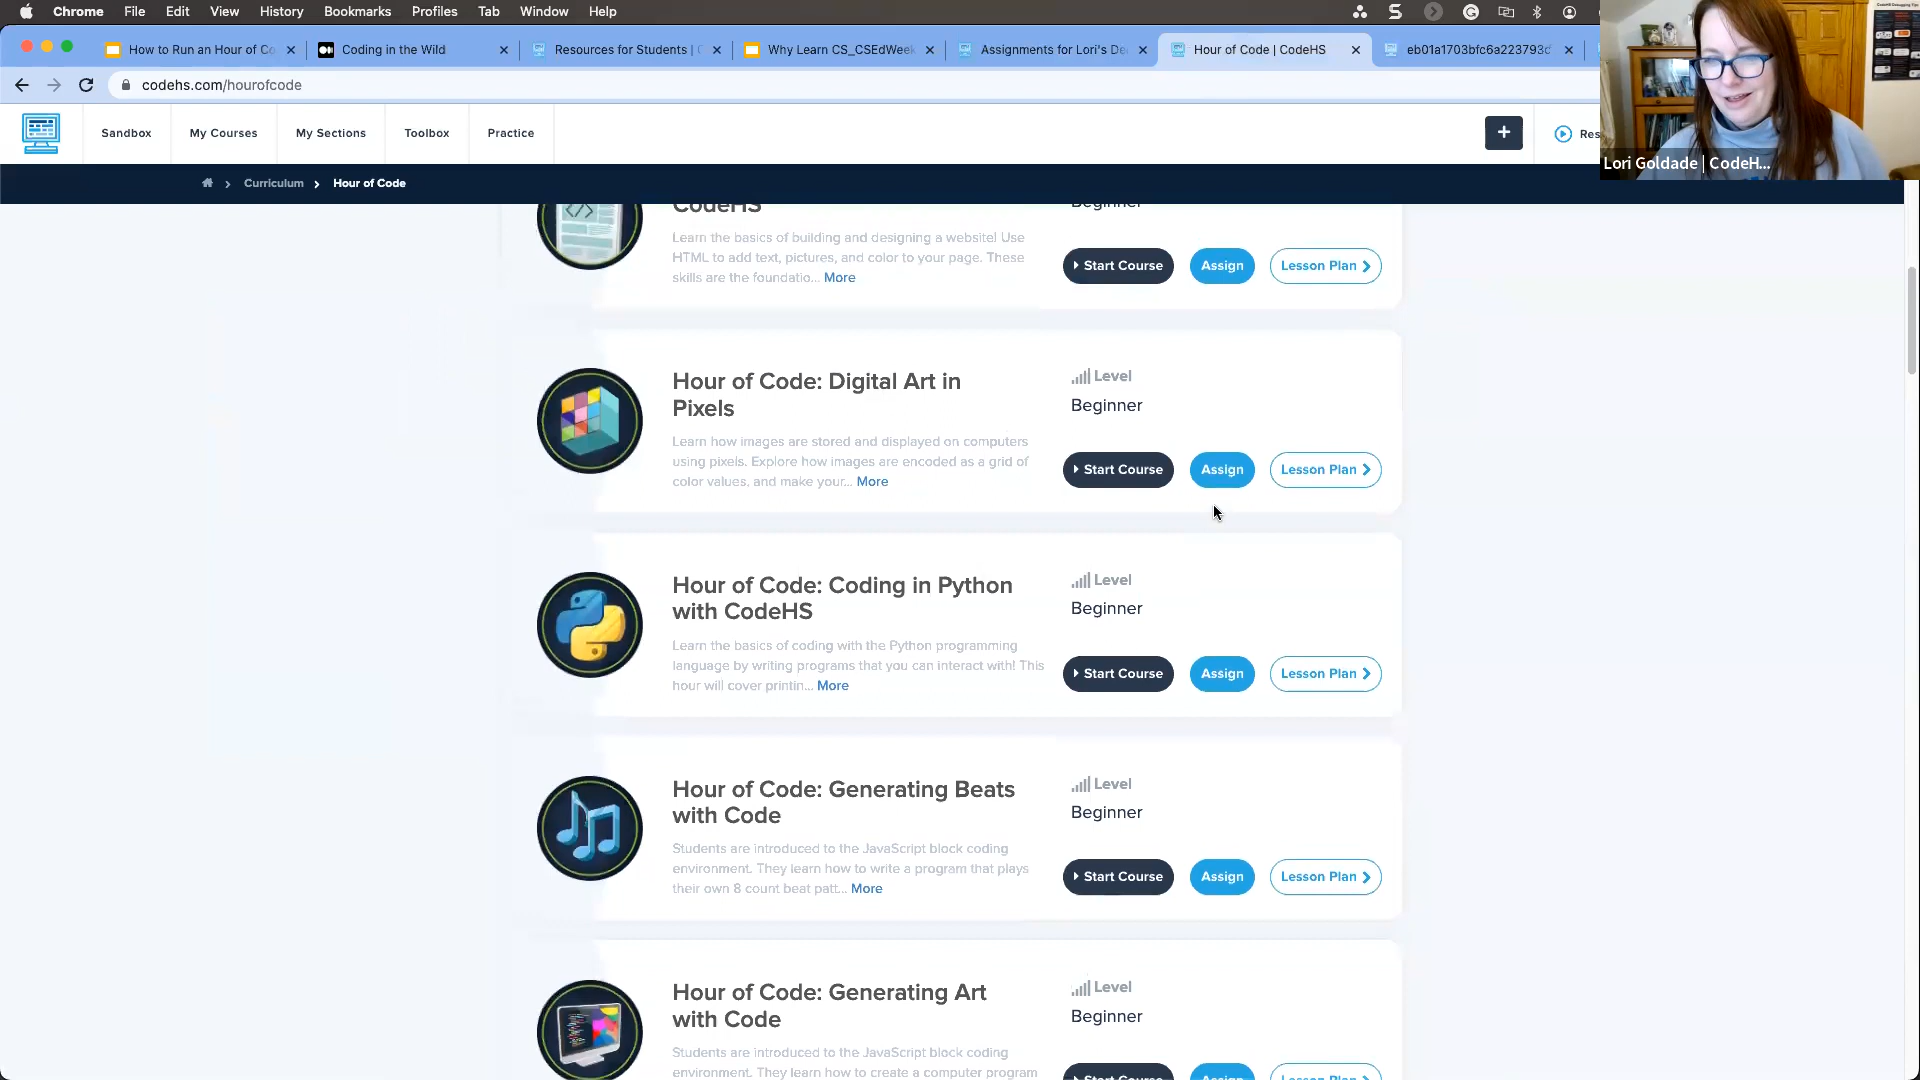 Chrome File Edit View History Bookmarks Profiles Tab Window Help
How to Run an Hour of Co
Coding in the Wild
Resources for Students |
Why Learn CS_CSEdWeek
Assignments for Lori's De
Hour of Code | CodeHS
eb01a1703bfc6a223793d
codehs.com/hourofcode
Sandbox My Courses My Sections Toolbox Practice
+
Lori Goldade | CodeH...
Curriculum > Hour of Code
CodeHS
Beginner
Learn the basics of building and designing a website! Use
HTML to add text, pictures, and color to your page. These
skills are the foundatio... More
Start Course Assign Lesson Plan
Hour of Code: Digital Art in
Pixels
Level
Beginner
Learn how images are stored and displayed on computers
using pixels. Explore how images are encoded as a grid of
color values, and make your... More
Start Course Assign Lesson Plan
Hour of Code: Coding in Python
with CodeHS
Level
Beginner
Learn the basics of coding with the Python programming
language by writing programs that you can interact with! This
hour will cover printin... More
Start Course Assign Lesson Plan
Hour of Code: Generating Beats
with Code
Level
Beginner
Students are introduced to the JavaScript block coding
environment. They learn how to write a program that plays
their own 8 count beat patt... More
Start Course Assign Lesson Plan
Hour of Code: Generating Art
with Code
Level
Beginner
Students are introduced to the JavaScript block coding
environment. They learn how to create a computer program
Start Course Assign Lesson Plan